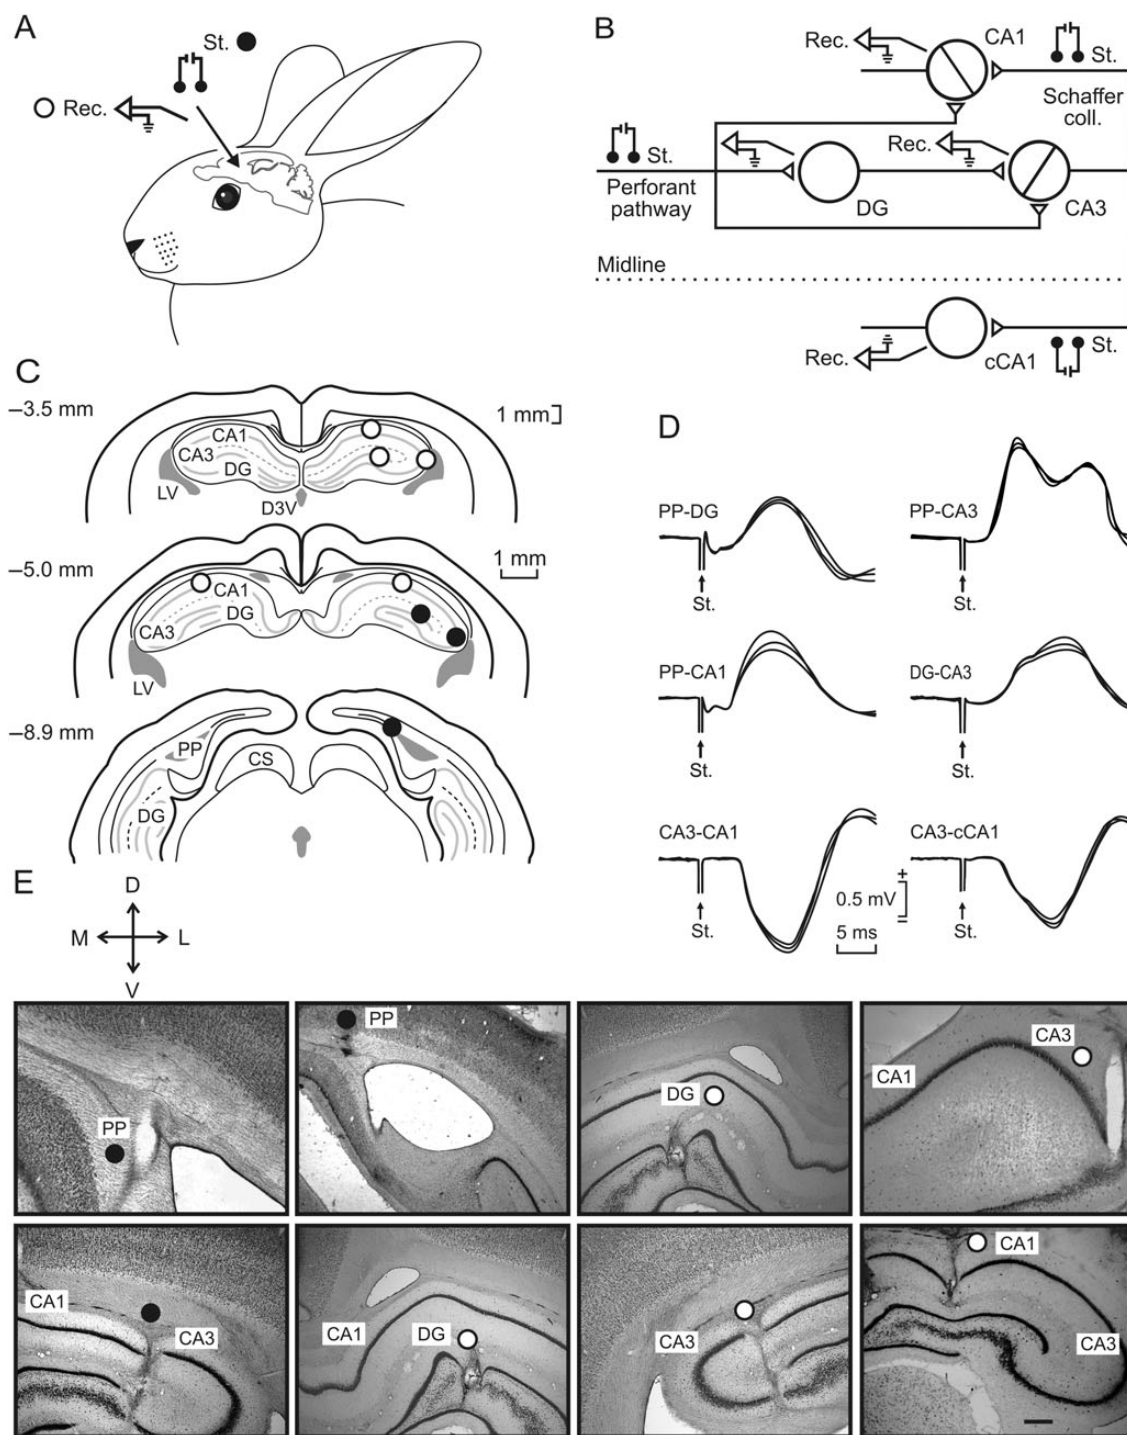 A
St.
Rec.
B
Rec.
CA1
St.
Schaffer
coll.
St.
Rec.
Perforant
pathway
DG
CA3
Midline
Rec.
cCA1
St.
C
–3.5 mm
1 mm
CA1
CA3
DG
LV
D3V
–5.0 mm
1 mm
CA1
DG
CA3
LV
–8.9 mm
PP
CS
DG
D
PP-DG
St.
PP-CA3
St.
PP-CA1
St.
DG-CA3
St.
CA3-CA1
St.
CA3-cCA1
St.
+
0.5 mV
=
5 ms
E
D
M L
V
PP
PP
DG
CA3
CA1
CA1
CA3
CA1
DG
CA3
CA1
CA3